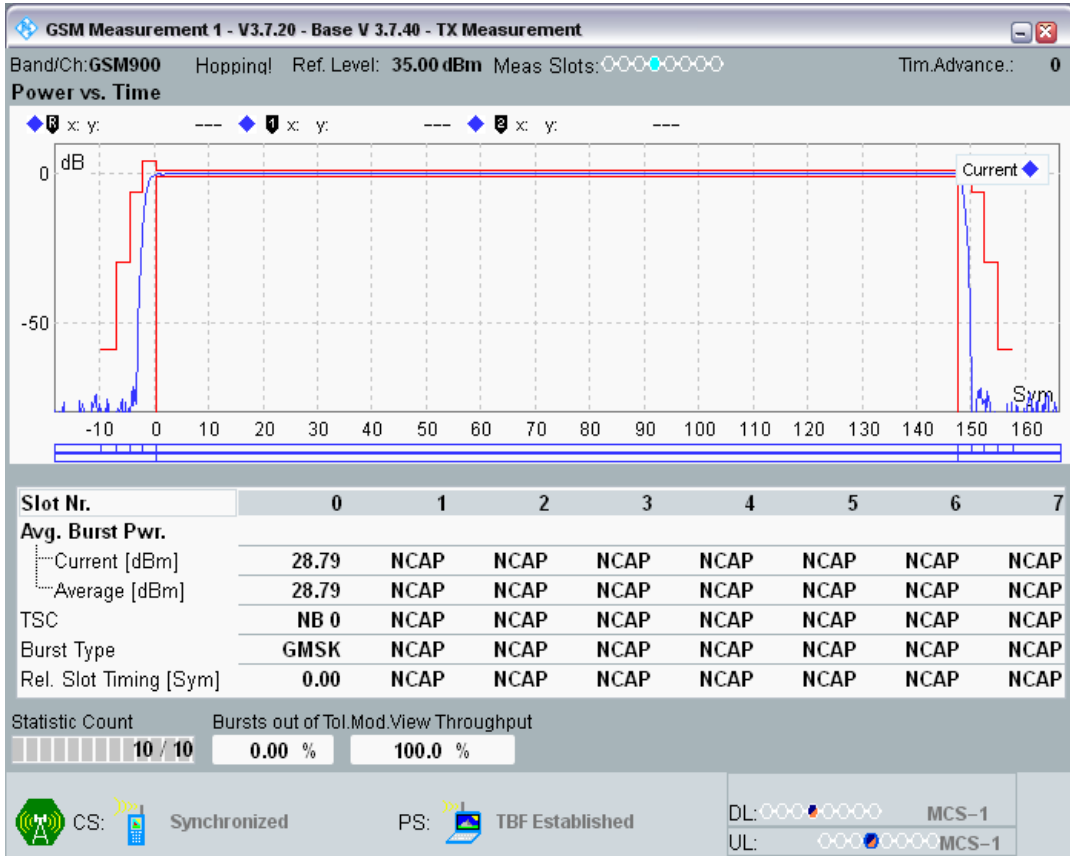 GSM Measurement 1 - V3.7.20 - Base V 3.7.40 - TX Measurement
Band/Ch:GSM900 Hopping! Ref. Level: 35.00 dBm Meas Slots: Tim.Advance.: 0
Power vs. Time
R x: y: --- 1 x: y: --- 2 x: y: ---
dB
0
Current
-50
Sym
-10 0 10 20 30 40 50 60 70 80 90 100 110 120 130 140 150 160
Slot Nr. 0 1 2 3 4 5 6 7
Avg. Burst Pwr.
Current [dBm] 28.79 NCAP NCAP NCAP NCAP NCAP NCAP NCAP
Average [dBm] 28.79 NCAP NCAP NCAP NCAP NCAP NCAP NCAP
TSC NB 0 NCAP NCAP NCAP NCAP NCAP NCAP NCAP
Burst Type GMSK NCAP NCAP NCAP NCAP NCAP NCAP NCAP
Rel. Slot Timing [Sym] 0.00 NCAP NCAP NCAP NCAP NCAP NCAP NCAP
Statistic Count Bursts out of Tol.Mod.View Throughput
10 / 10 0.00 % 100.0 %
CS: Synchronized PS: TBF Established
DL: MCS-1
UL: MCS-1